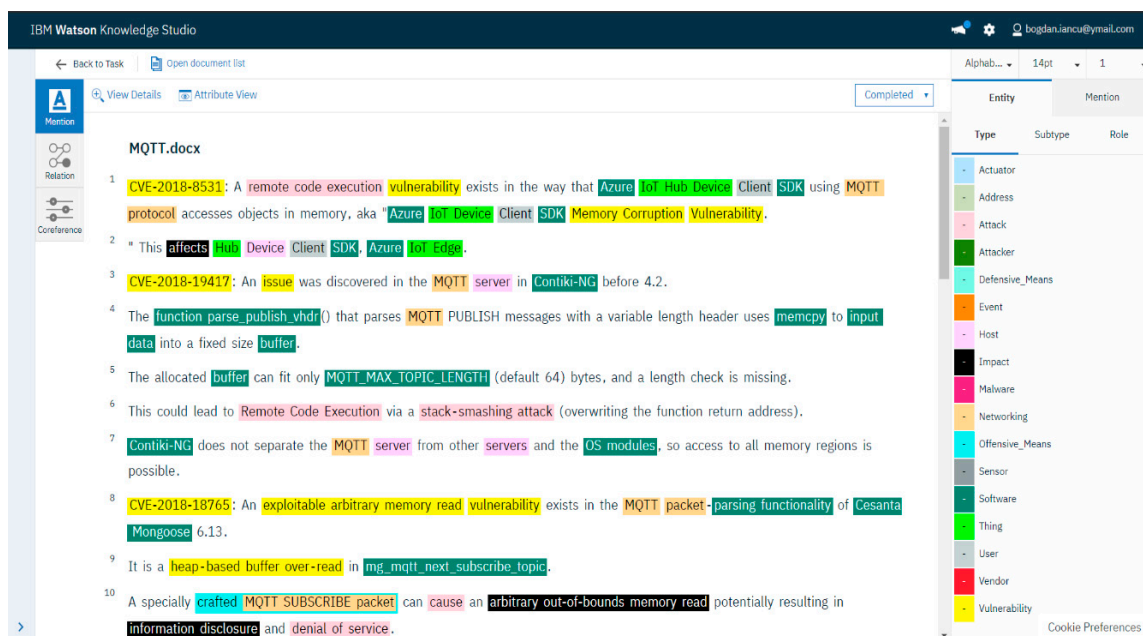 IBM Watson Knowledge Studio
bogdan.iancu@ymail.com
Back to Task
Open document list
Alphab...
14pt
1
View Details
Attribute View
Completed
Entity
Mention
Mention
Relation
Coreference
Type
Subtype
Role
MQTT.docx
1 CVE-2018-8531: A remote code execution vulnerability exists in the way that Azure IoT Hub Device Client SDK using MQTT
protocol accesses objects in memory, aka "Azure IoT Device Client SDK Memory Corruption Vulnerability.
2 " This affects Hub Device Client SDK, Azure IoT Edge.
3 CVE-2018-19417: An issue was discovered in the MQTT server in Contiki-NG before 4.2.
4 The function parse_publish_vhdr() that parses MQTT PUBLISH messages with a variable length header uses memcpy to input
data into a fixed size buffer.
5 The allocated buffer can fit only MQTT_MAX_TOPIC_LENGTH (default 64) bytes, and a length check is missing.
6 This could lead to Remote Code Execution via a stack-smashing attack (overwriting the function return address).
7 Contiki-NG does not separate the MQTT server from other servers and the OS modules, so access to all memory regions is
possible.
8 CVE-2018-18765: An exploitable arbitrary memory read vulnerability exists in the MQTT packet-parsing functionality of Cesanta
Mongoose 6.13.
9 It is a heap-based buffer over-read in mg_mqtt_next_subscribe_topic.
10 A specially crafted MQTT SUBSCRIBE packet can cause an arbitrary out-of-bounds memory read potentially resulting in
information disclosure and denial of service.
- Actuator
- Address
- Attack
- Attacker
- Defensive_Means
- Event
- Host
- Impact
- Malware
- Networking
- Offensive_Means
- Sensor
- Software
- Thing
- User
- Vendor
- Vulnerability
Cookie Preferences